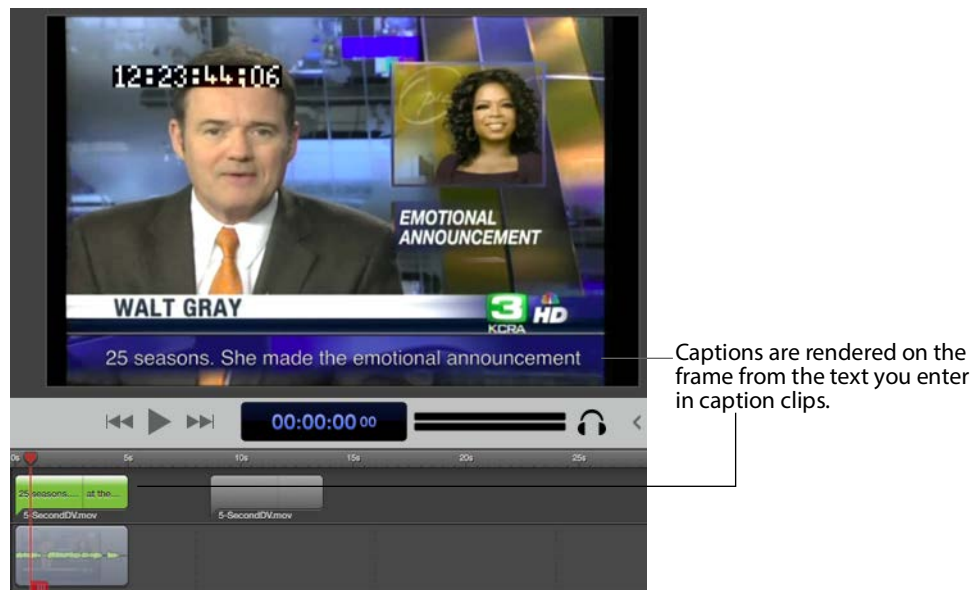 12:23:44:06
EMOTIONAL
ANNOUNCEMENT
WALT GRAY
3
HD
KCRA
25 seasons. She made the emotional announcement
Captions are rendered on the
frame from the text you enter
in caption clips.
00:00:00 00
0s 5s 10s 15s 20s 25s
25 seasons.... at the....
5-SecondDV.mov 5-SecondDV.mov